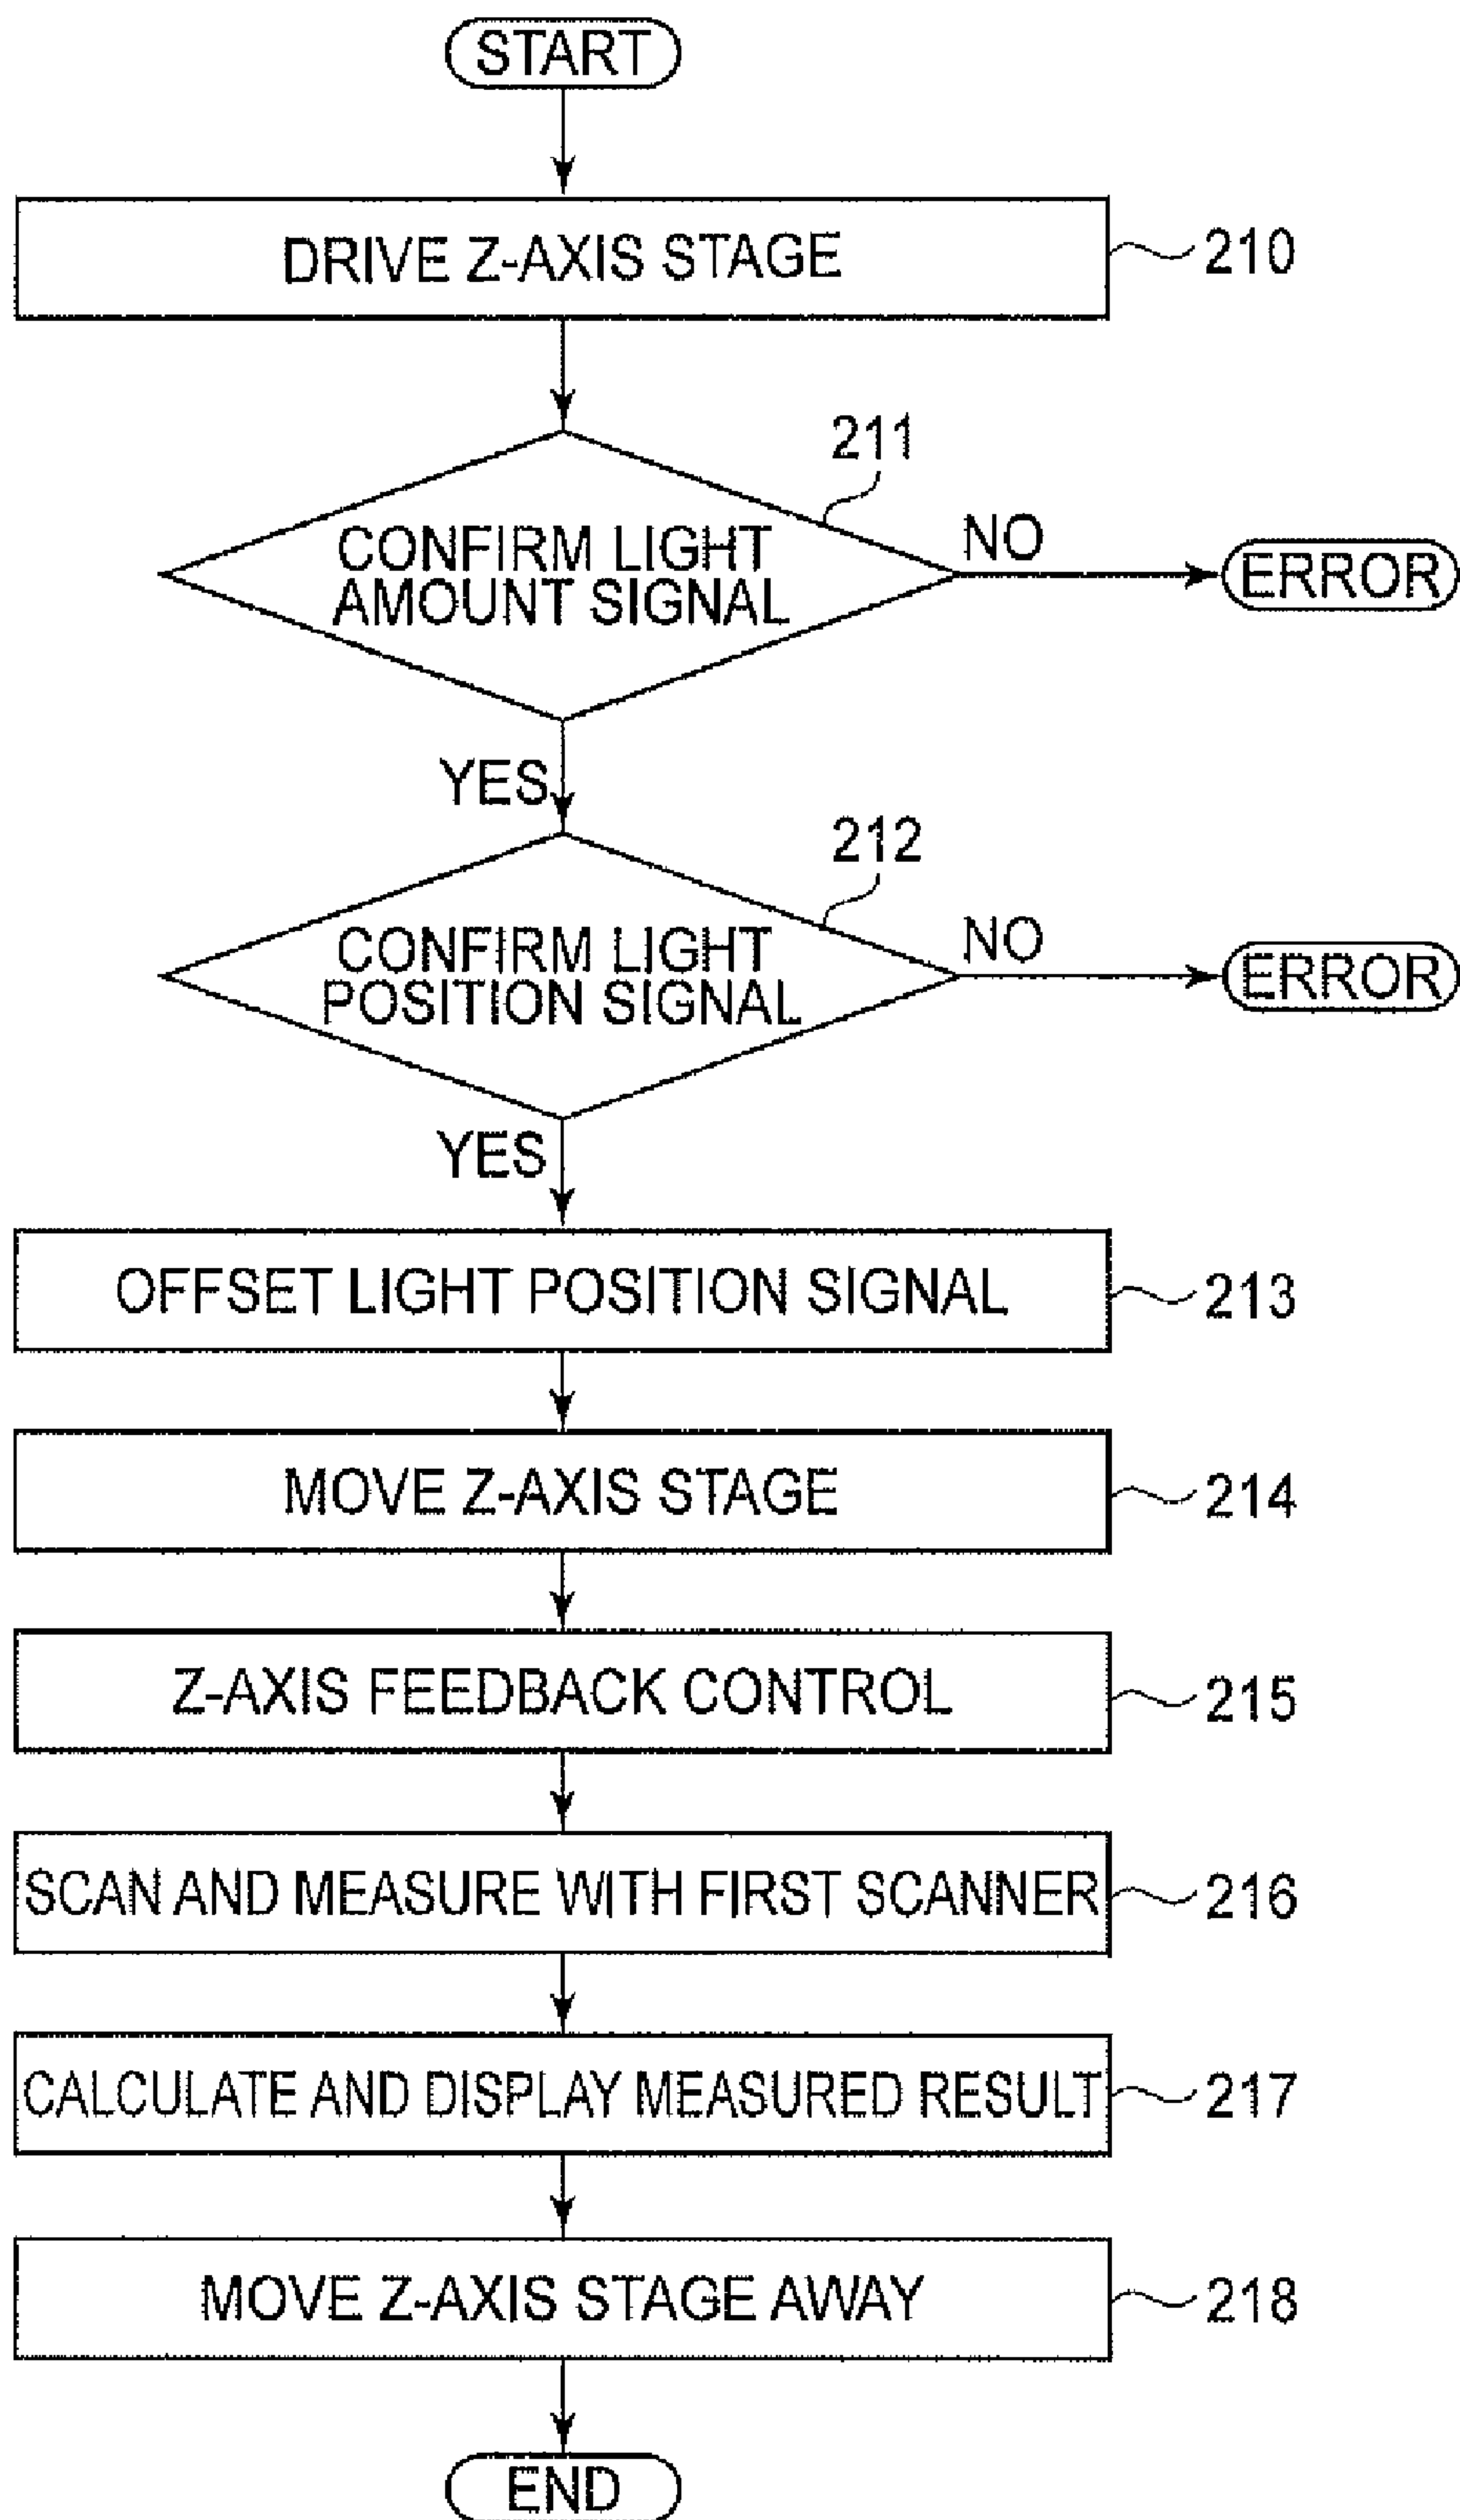 START
DRIVE Z-AXIS STAGE
210
211
CONFIRM LIGHT
AMOUNT SIGNAL
NO
ERROR
YES
212
CONFIRM LIGHT
POSITION SIGNAL
NO
ERROR
YES
OFFSET LIGHT POSITION SIGNAL
213
MOVE Z-AXIS STAGE
214
Z-AXIS FEEDBACK CONTROL
215
SCAN AND MEASURE WITH FIRST SCANNER
216
CALCULATE AND DISPLAY MEASURED RESULT
217
MOVE Z-AXIS STAGE AWAY
218
END